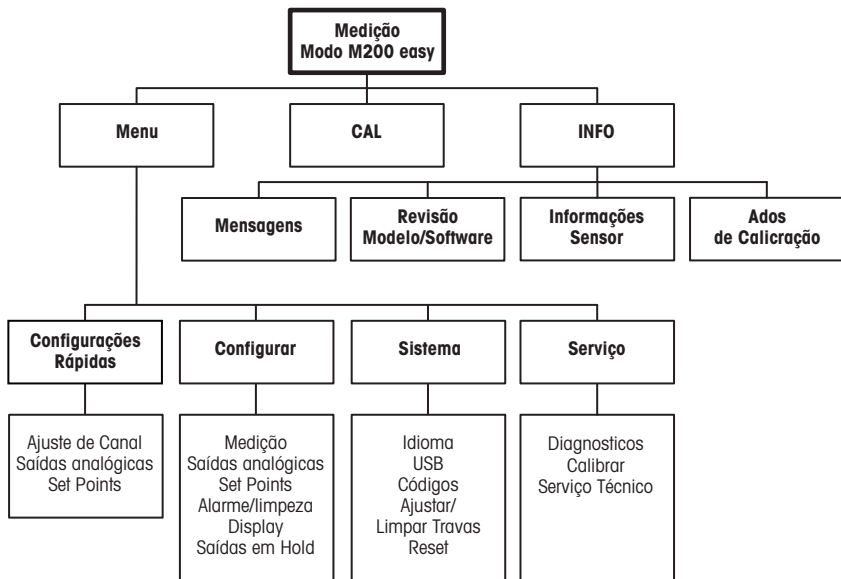 Medição
Modo M200 easy
Menu
CAL
INFO
Mensagens
Revisão
Modelo/Software
Informações
Sensor
Ados
de Calicração
Configurações
Rápidas
Configurar
Sistema
Serviço
Ajuste de Canal
Saídas analógicas
Set Points
Medição
Saídas analógicas
Set Points
Alarme/limpeza
Display
Saídas em Hold
Idioma
USB
Códigos
Ajustar/
Limpar Travas
Reset
Diagnosticos
Calibrar
Serviço Técnico